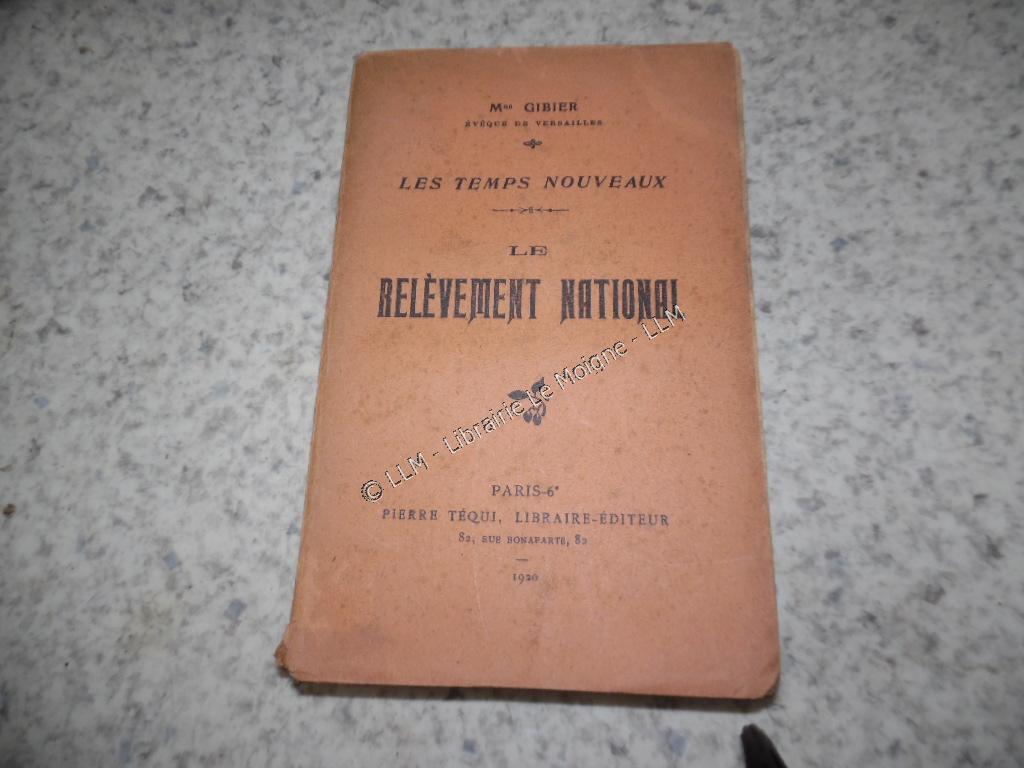 Mgr GIBIER
ÉVÊQUE DE VERSAILLES
LES TEMPS NOUVEAUX
LE
RELÈVEMENT NATIONAL
© LLM - Librairie Le Moigne - LLM
PARIS-6e
PIERRE TÉQUI, LIBRAIRE-ÉDITEUR
82, RUE BONAPARTE, 82
1920